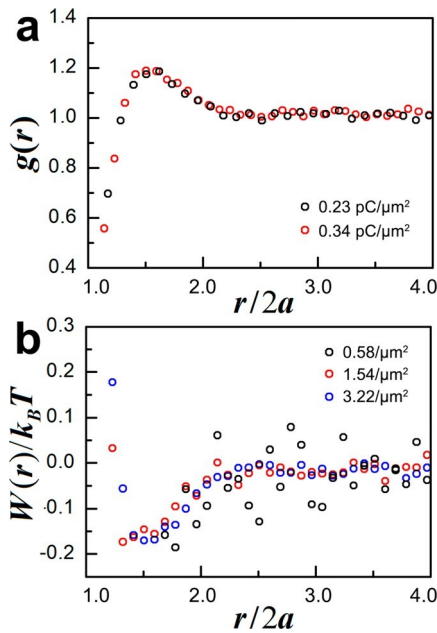 a
1.4
1.2
1.0
0.8
0.6
0.4
g(r)
0.23 pC/μm²
0.34 pC/μm²
1.0 2.0 3.0 4.0
r/2a
b
0.3
0.2
0.1
0.0
-0.1
-0.2
W(r)/k_BT
0.58/μm²
1.54/μm²
3.22/μm²
1.0 2.0 3.0 4.0
r/2a